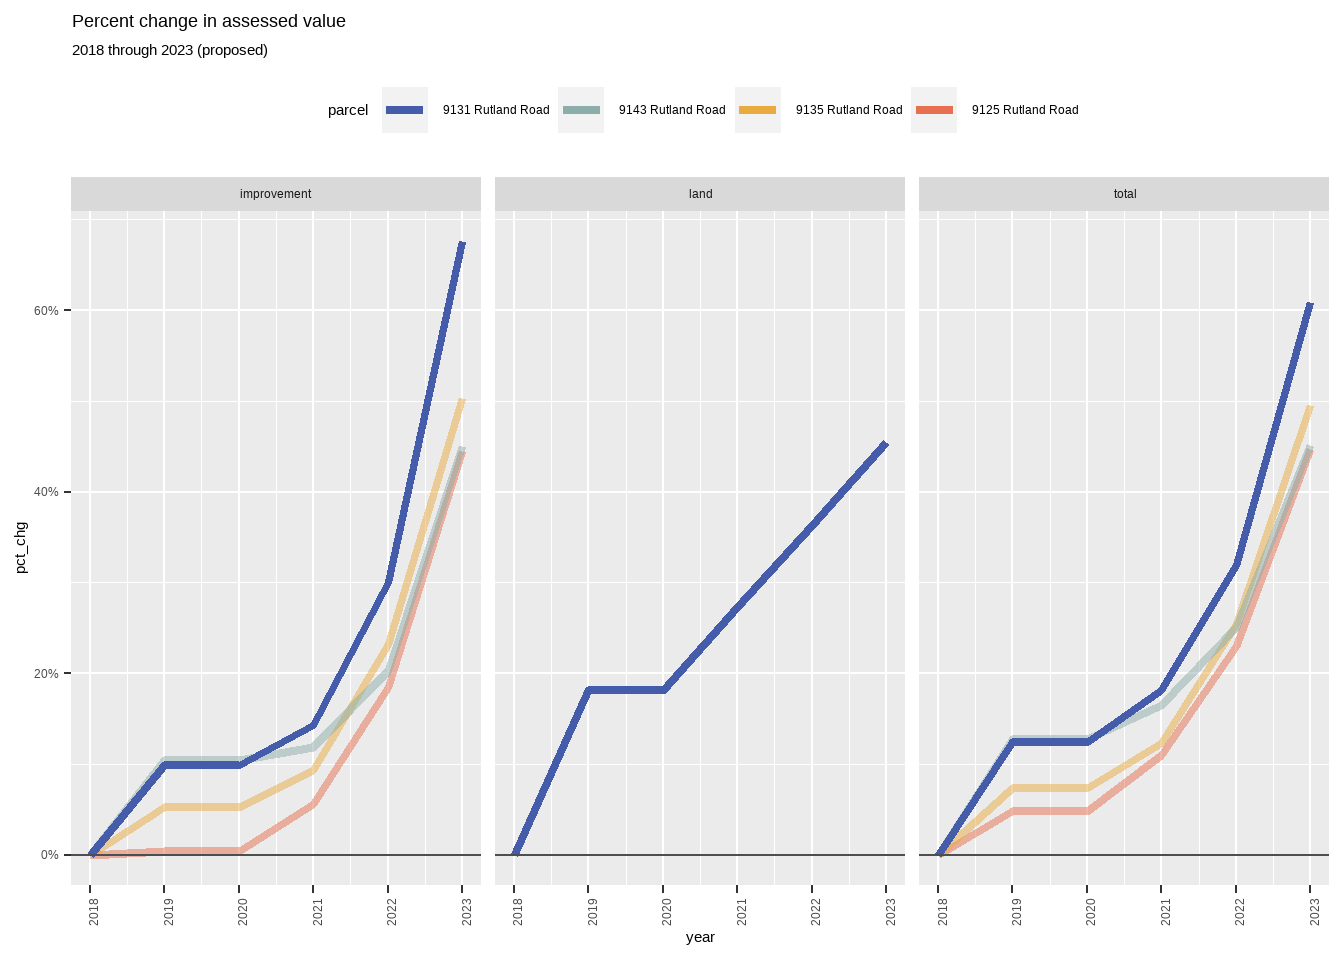 Percent change in assessed value
2018 through 2023 (proposed)
parcel 9131 Rutland Road 9143 Rutland Road 9135 Rutland Road 9125 Rutland Road
improvement land total
60%
40%
20%
0%
pct_chg
2018 2019 2020 2021 2022 2023 2018 2019 2020 2021 2022 2023 2018 2019 2020 2021 2022 2023
year